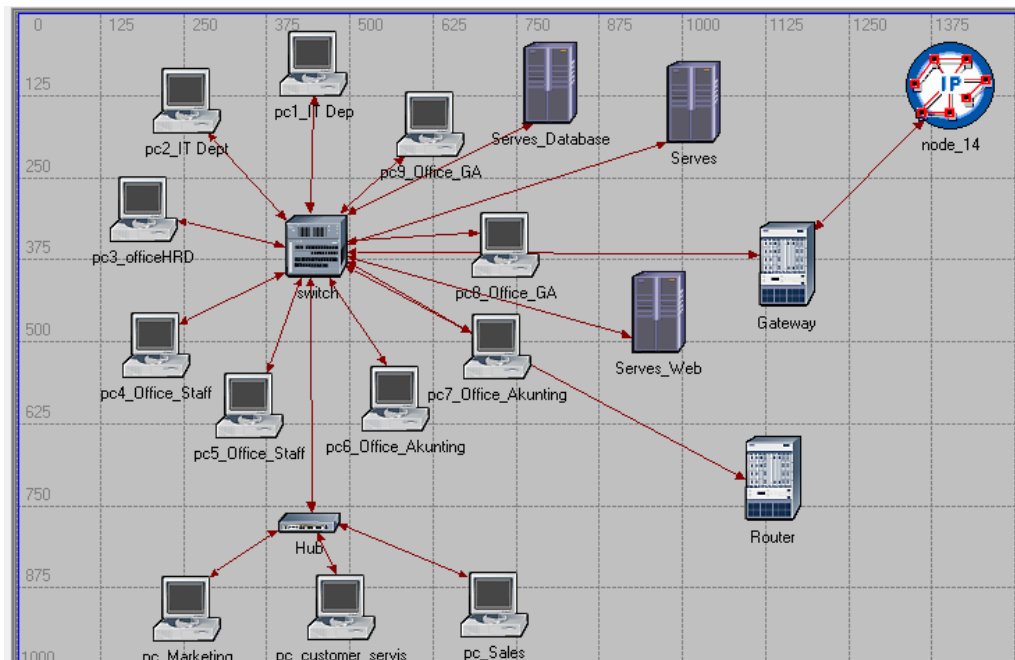 0 125 250 375 500 625 750 875 1000 1125 1250 1375
125
pc1_IT Dep
pc2_IT Dept
Serves_Database
IP
node_14
Serves
pc9_Office_GA
250
pc3_officeHRD
375
switch
pc8_Office_GA
Gateway
500
Serves_Web
pc4_Office_Staff
pc7_Office_Akunting
625
pc5_Office_Staff
pc6_Office_Akunting
750
Router
Hub
875
1000
pc_Marketing
pc_customer_servis
pc_Sales